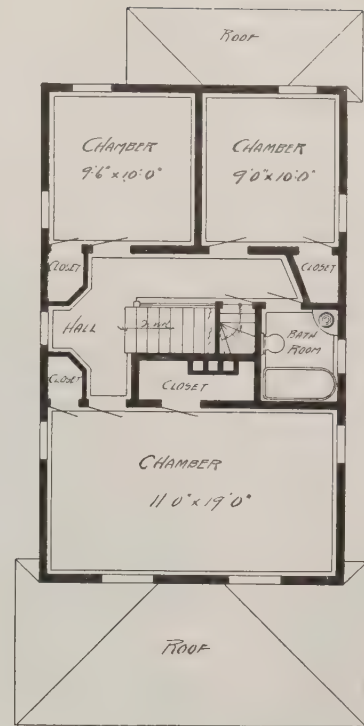 ROOF
CHAMBER
9'-6" x 10'-0"
CHAMBER
9'-0" x 10'-0"
CLOSET
CLOSET
HALL
BATH
ROOM
CLOSET
CLOSET
CHAMBER
11'-0" x 19'-0"
ROOF